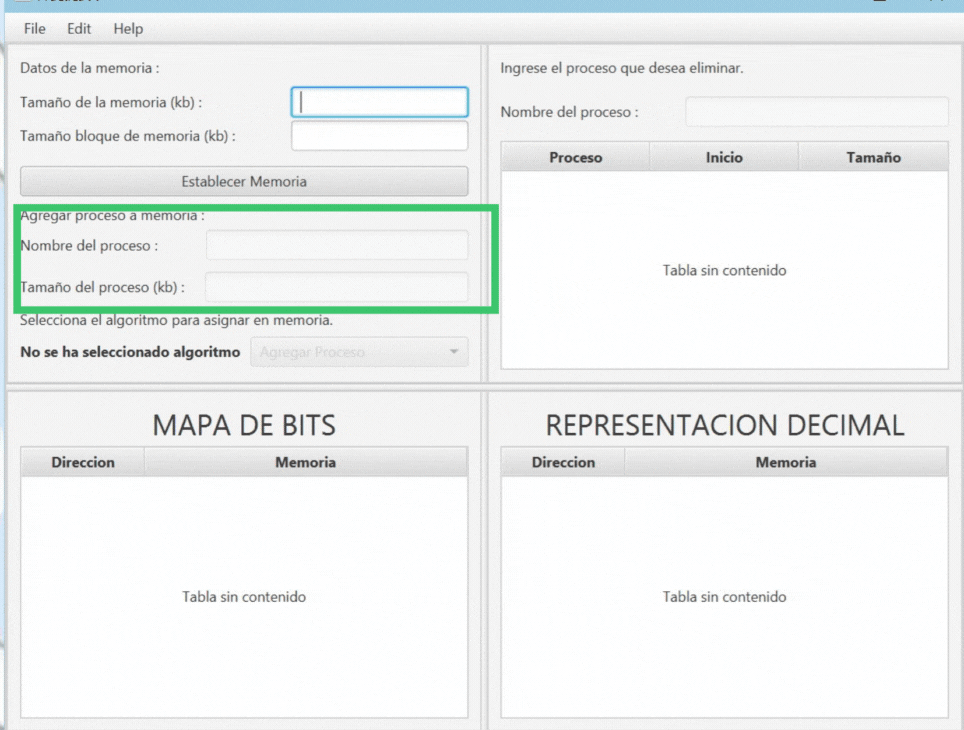 File Edit Help
Datos de la memoria :
Tamaño de la memoria (kb) :
Tamaño bloque de memoria (kb) :
Establecer Memoria
Agregar proceso a memoria :
Nombre del proceso :
Tamaño del proceso (kb) :
Selecciona el algoritmo para asignar en memoria.
No se ha seleccionado algoritmo Agregar Proceso
Ingrese el proceso que desea eliminar.
Nombre del proceso :
Proceso Inicio Tamaño
Tabla sin contenido
MAPA DE BITS
Direccion Memoria
Tabla sin contenido
REPRESENTACION DECIMAL
Direccion Memoria
Tabla sin contenido